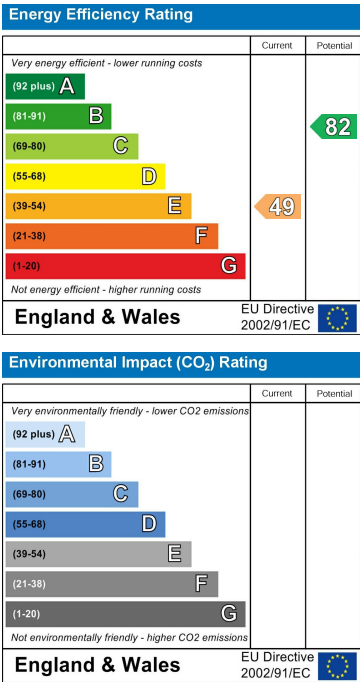 Energy Efficiency Rating
Current Potential
Very energy efficient - lower running costs
(92 plus) A
(81-91) B
82
(69-80) C
(55-68) D
(39-54) E
49
(21-38) F
(1-20) G
Not energy efficient - higher running costs
England & Wales
EU Directive
2002/91/EC
Environmental Impact (CO₂) Rating
Current Potential
Very environmentally friendly - lower CO2 emissions
(92 plus) A
(81-91) B
(69-80) C
(55-68) D
(39-54) E
(21-38) F
(1-20) G
Not environmentally friendly - higher CO2 emissions
England & Wales
EU Directive
2002/91/EC